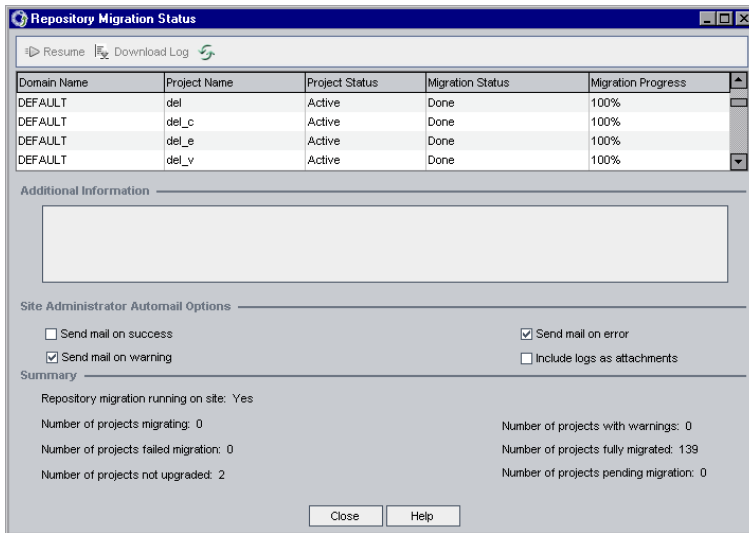 Repository Migration Status
Resume Download Log
Domain Name Project Name Project Status Migration Status Migration Progress
DEFAULT del Active Done 100%
DEFAULT del_c Active Done 100%
DEFAULT del_e Active Done 100%
DEFAULT del_v Active Done 100%
Additional Information
Site Administrator Automail Options
Send mail on success Send mail on error
Send mail on warning Include logs as attachments
Summary
Repository migration running on site: Yes
Number of projects migrating: 0 Number of projects with warnings: 0
Number of projects failed migration: 0 Number of projects fully migrated: 139
Number of projects not upgraded: 2 Number of projects pending migration: 0
Close Help